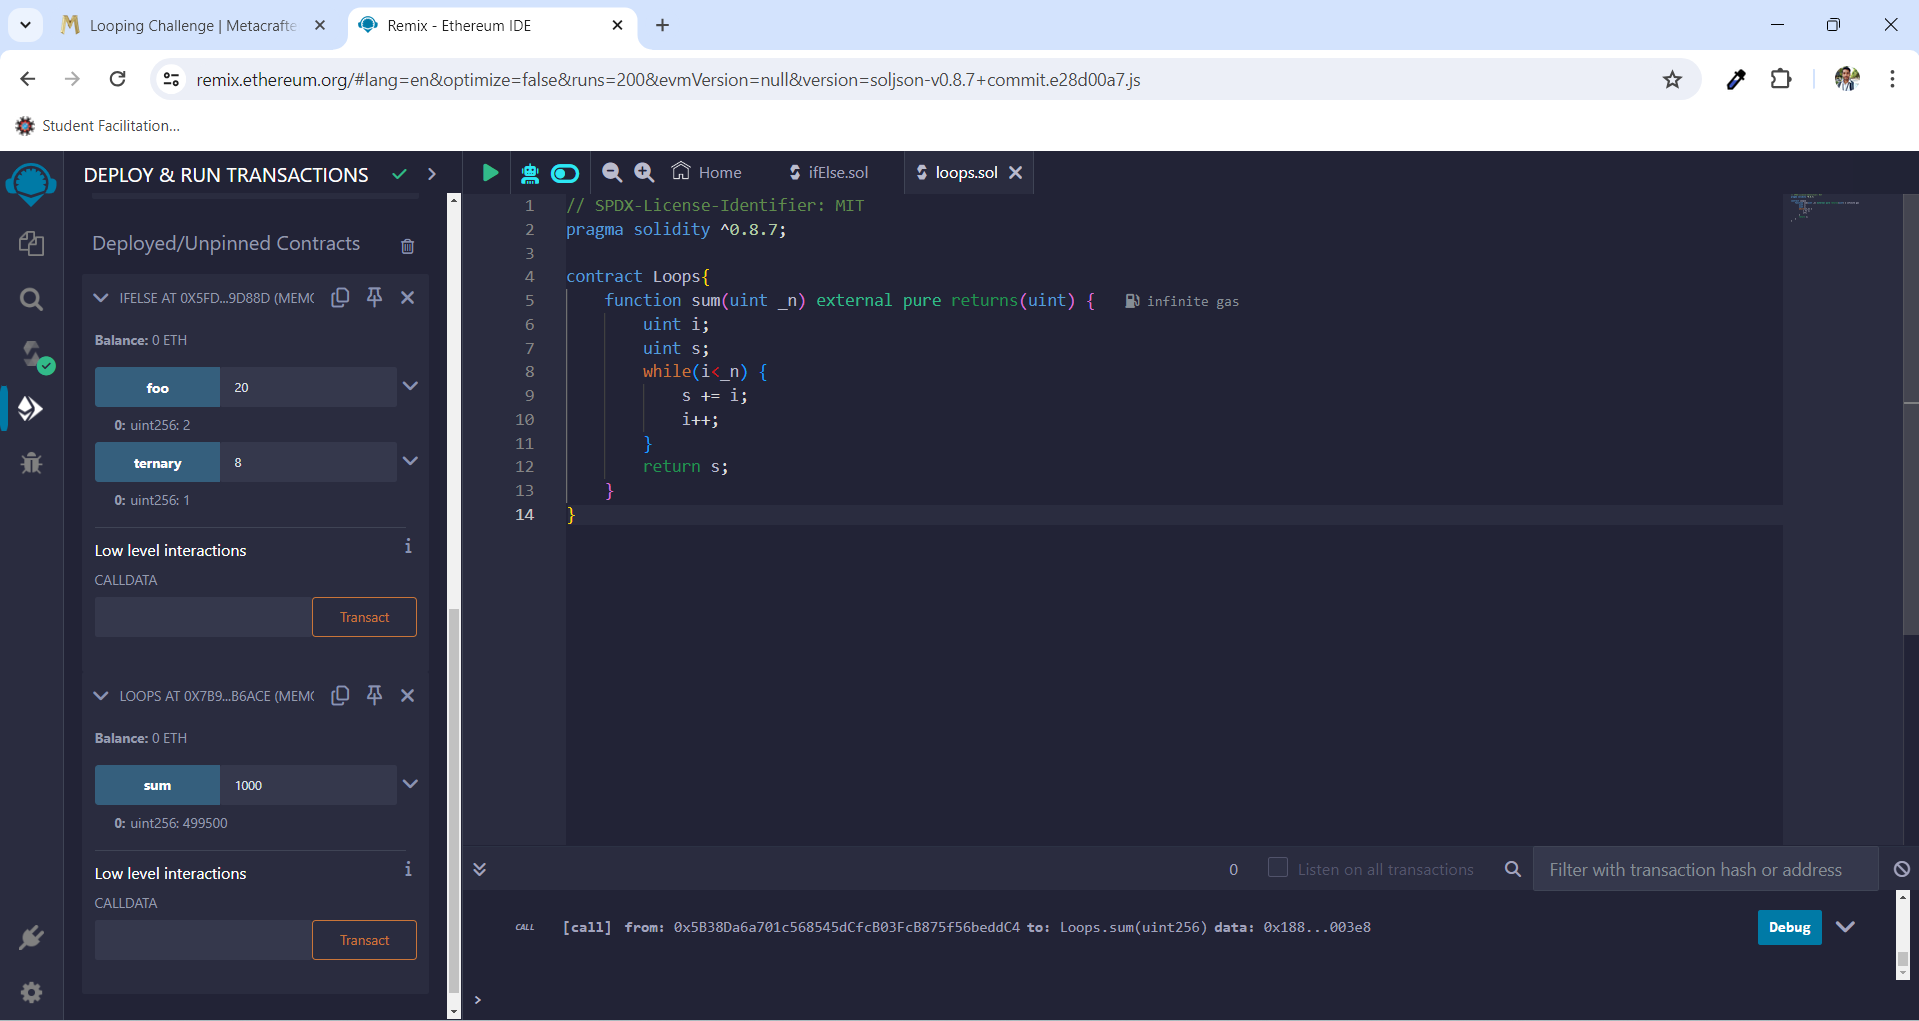 Looping Challenge | Metacrafte
Remix - Ethereum IDE
remix.ethereum.org/#lang=en&optimize=false&runs=200&evmVersion=null&version=soljson-v0.8.7+commit.e28d00a7.js
Student Facilitation...
DEPLOY & RUN TRANSACTIONS
Home
ifElse.sol
loops.sol
Deployed/Unpinned Contracts
IFELSE AT 0X5FD...9D88D (MEMO
Balance: 0 ETH
foo 20
0: uint256: 2
ternary 8
0: uint256: 1
Low level interactions i
CALLDATA
Transact
LOOPS AT 0X7B9...B6ACE (MEMO
Balance: 0 ETH
sum 1000
0: uint256: 499500
Low level interactions i
CALLDATA
Transact
1 // SPDX-License-Identifier: MIT
2 pragma solidity ^0.8.7;
3
4 contract Loops{
5 function sum(uint _n) external pure returns(uint) { infinite gas
6 uint i;
7 uint s;
8 while(i<_n) {
9 s += i;
10 i++;
11 }
12 return s;
13 }
14 }
0 Listen on all transactions Filter with transaction hash or address
CALL [call] from: 0x5B38Da6a701c568545dCfcB03FcB875f56beddC4 to: Loops.sum(uint256) data: 0x188...003e8 Debug
>